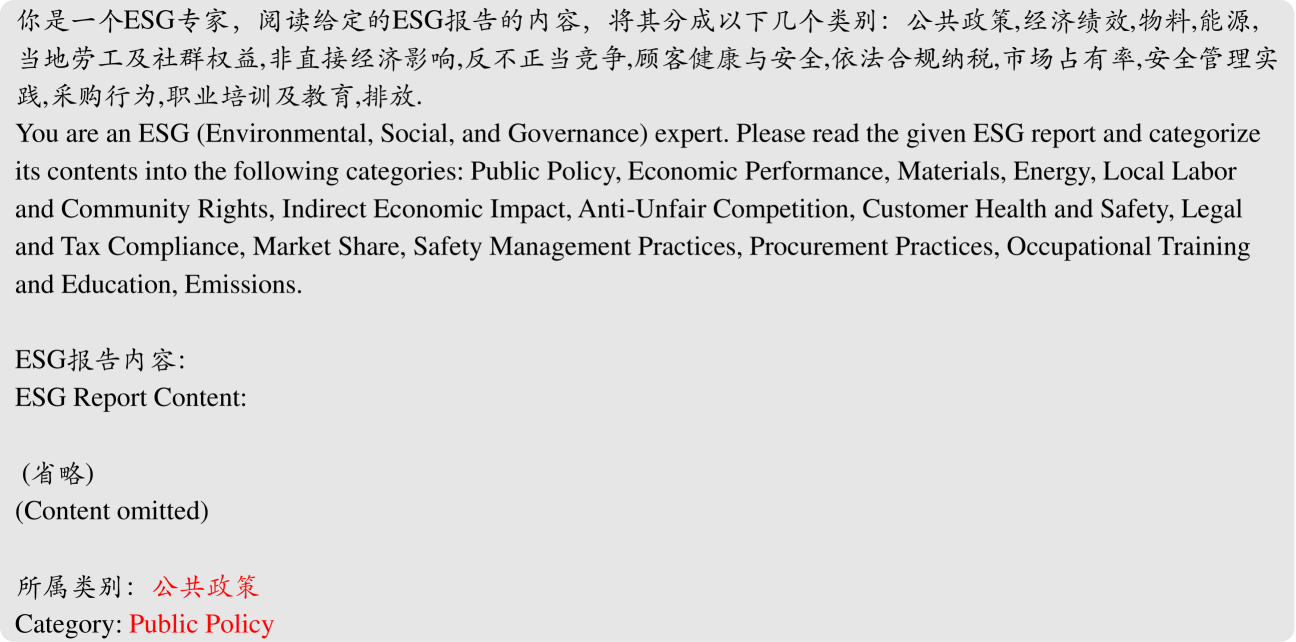 你是一个ESG专家，阅读给定的ESG报告的内容，将其分成以下几个类别：公共政策,经济绩效,物料,能源,
当地劳工及社群权益,非直接经济影响,反不正当竞争,顾客健康与安全,依法合规纳税,市场占有率,安全管理实
践,采购行为,职业培训及教育,排放.
You are an ESG (Environmental, Social, and Governance) expert. Please read the given ESG report and categorize
its contents into the following categories: Public Policy, Economic Performance, Materials, Energy, Local Labor
and Community Rights, Indirect Economic Impact, Anti-Unfair Competition, Customer Health and Safety, Legal
and Tax Compliance, Market Share, Safety Management Practices, Procurement Practices, Occupational Training
and Education, Emissions.
ESG报告内容：
ESG Report Content:
(省略)
(Content omitted)
所属类别：公共政策
Category: Public Policy